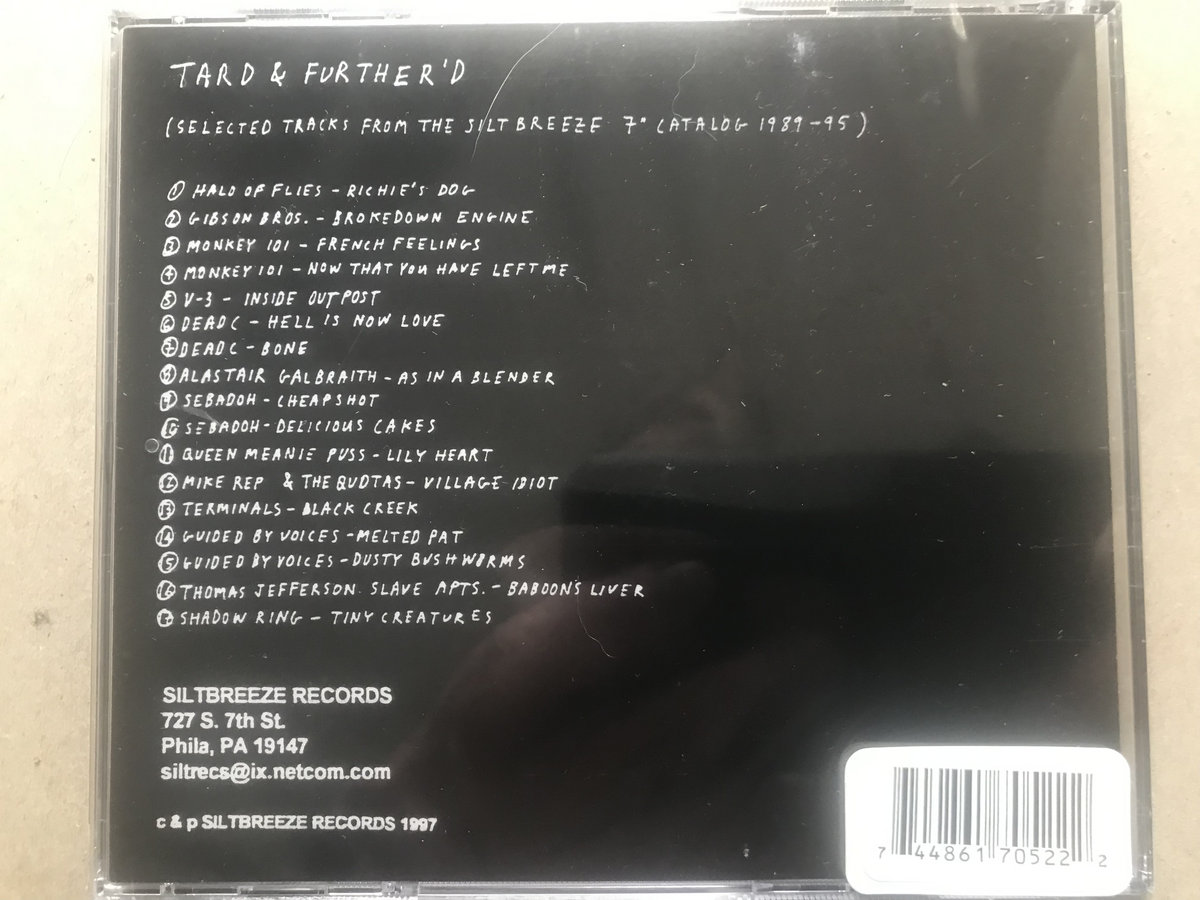 TARD & FURTHER'D
(SELECTED TRACKS FROM THE SILTBREEZE 7" CATALOG 1989-95)
① HALO OF FLIES - RICHIE'S DOG
② GIBSON BROS. - BROKEDOWN ENGINE
③ MONKEY 101 - FRENCH FEELINGS
④ MONKEY 101 - NOW THAT YOU HAVE LEFT ME
⑤ V-3 - INSIDE OUTPOST
⑥ DEAD C - HELL IS NOW LOVE
⑦ DEAD C - BONE
⑧ ALASTAIR GALBRAITH - AS IN A BLENDER
⑨ SEBADOH - CHEAPSHOT
⑩ SEBADOH - DELICIOUS CAKES
⑪ QUEEN MEANIE PUSS - LILY HEART
⑫ MIKE REP & THE QUOTAS - VILLAGE IDIOT
⑬ TERMINALS - BLACK CREEK
⑭ GUIDED BY VOICES - MELTED PAT
⑮ GUIDED BY VOICES - DUSTY BUSHWORMS
⑯ THOMAS JEFFERSON SLAVE APTS. - BABOON'S LIVER
⑰ SHADOW RING - TINY CREATURES
SILTBREEZE RECORDS
727 S. 7th St.
Phila, PA 19147
siltrecs@ix.netcom.com
c & p SILTBREEZE RECORDS 1997
7 44861 70522 2